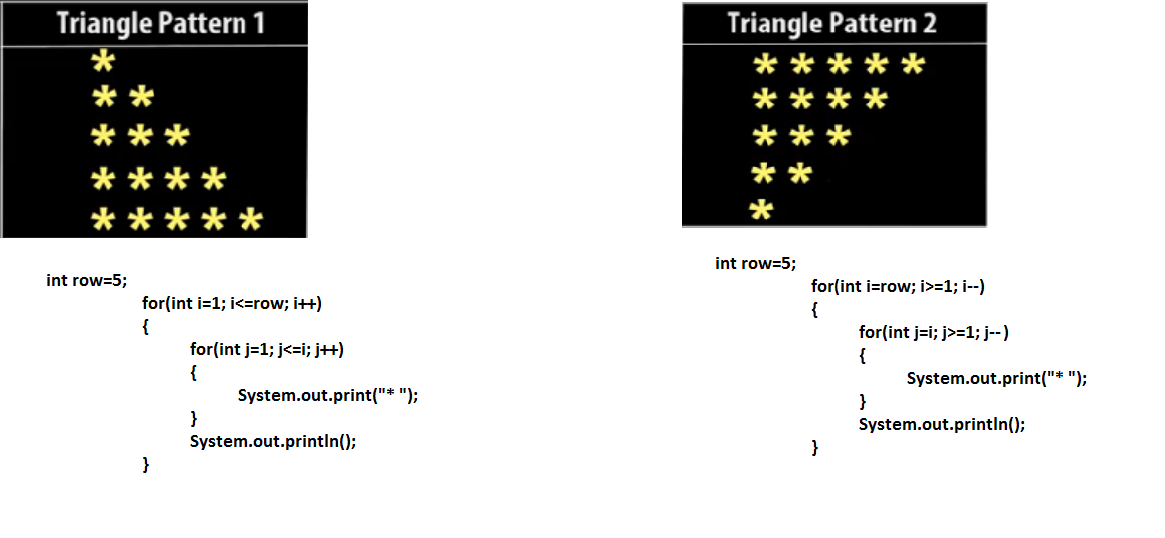 Triangle Pattern 1
*
* *
* * *
* * * *
* * * * *
int row=5;
for(int i=1; i<=row; i++)
{
for(int j=1; j<=i; j++)
{
System.out.print("* ");
}
System.out.println();
}
Triangle Pattern 2
* * * * *
* * * *
* * *
* *
*
int row=5;
for(int i=row; i>=1; i--)
{
for(int j=i; j>=1; j--)
{
System.out.print("* ");
}
System.out.println();
}